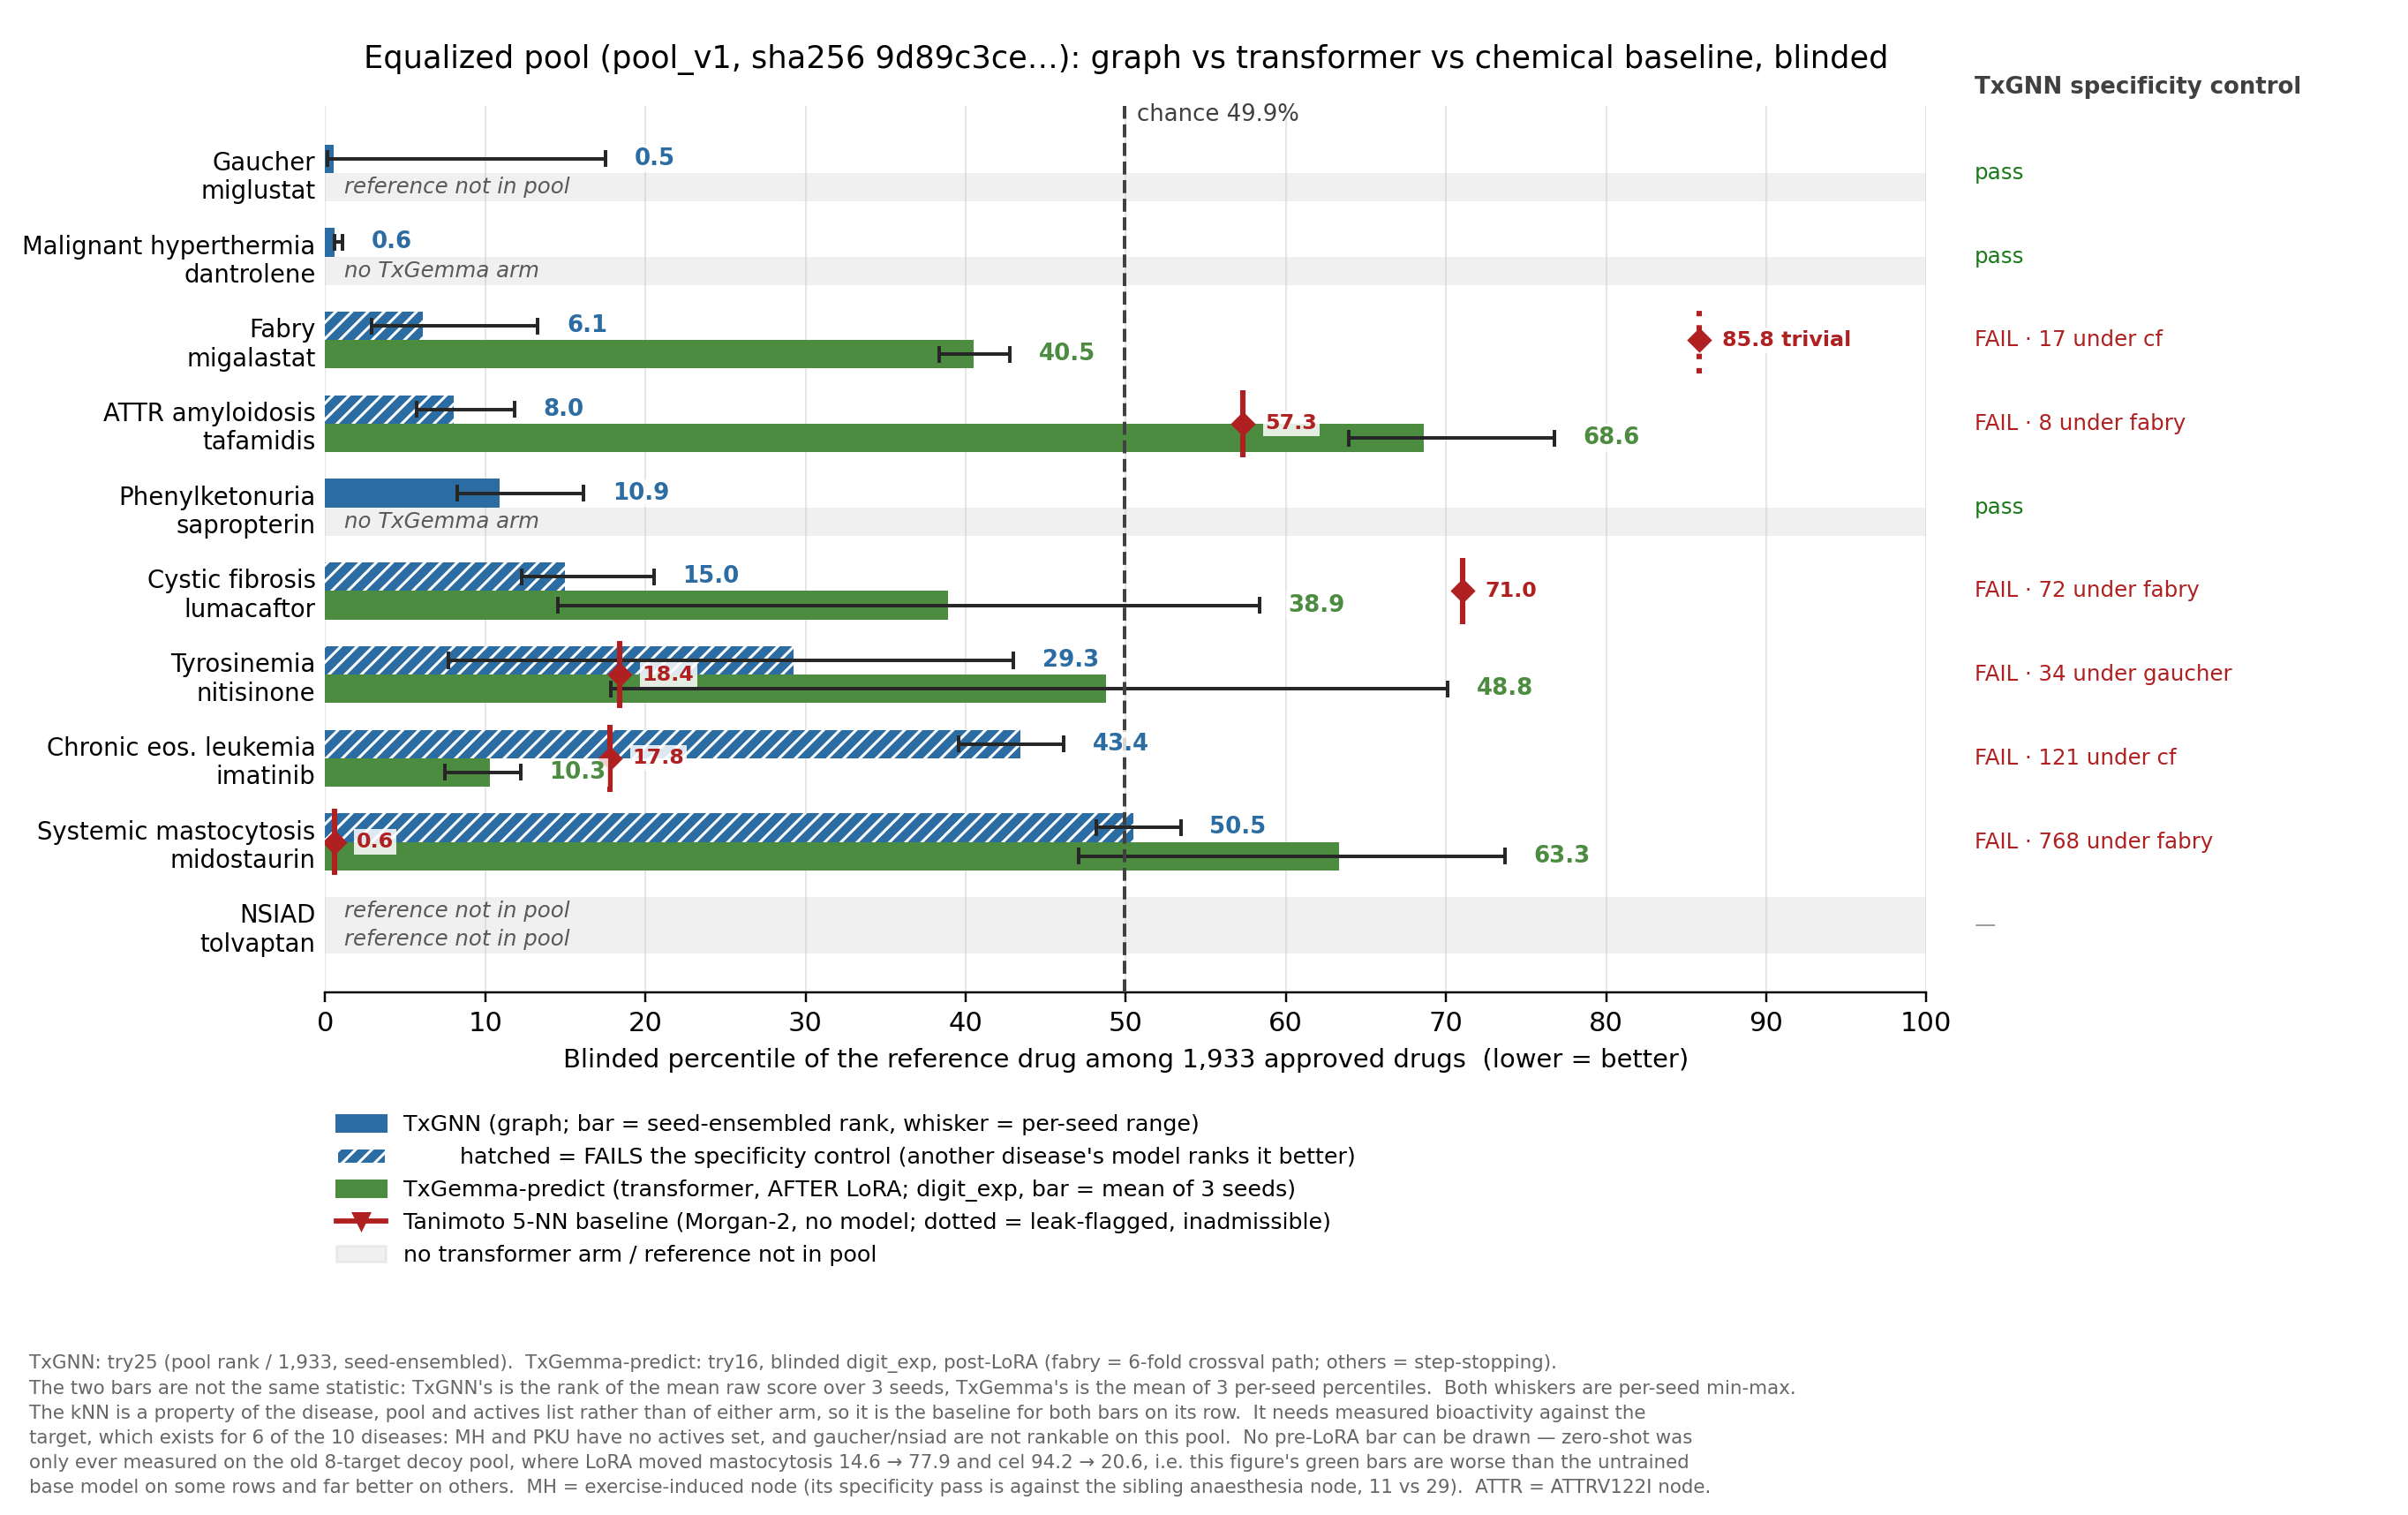 Equalized pool (pool_v1, sha256 9d89c3ce…): graph vs transformer vs chemical baseline, blinded
TxGNN specificity control
chance 49.9%
Gaucher
miglustat
0.5
reference not in pool
pass
Malignant hyperthermia
dantrolene
0.6
no TxGemma arm
pass
Fabry
migalastat
6.1
40.5
85.8 trivial
FAIL · 17 under cf
ATTR amyloidosis
tafamidis
8.0
57.3
68.6
FAIL · 8 under fabry
Phenylketonuria
sapropterin
10.9
no TxGemma arm
pass
Cystic fibrosis
lumacaftor
15.0
38.9
71.0
FAIL · 72 under fabry
Tyrosinemia
nitisinone
29.3
18.4
48.8
FAIL · 34 under gaucher
Chronic eos. leukemia
imatinib
43.4
17.8
10.3
FAIL · 121 under cf
Systemic mastocytosis
midostaurin
50.5
0.6
63.3
FAIL · 768 under fabry
NSIAD
tolvaptan
reference not in pool
reference not in pool
—
0 10 20 30 40 50 60 70 80 90 100
Blinded percentile of the reference drug among 1,933 approved drugs (lower = better)
TxGNN (graph; bar = seed-ensembled rank, whisker = per-seed range)
hatched = FAILS the specificity control (another disease's model ranks it better)
TxGemma-predict (transformer, AFTER LoRA; digit_exp, bar = mean of 3 seeds)
Tanimoto 5-NN baseline (Morgan-2, no model; dotted = leak-flagged, inadmissible)
no transformer arm / reference not in pool
TxGNN: try25 (pool rank / 1,933, seed-ensembled). TxGemma-predict: try16, blinded digit_exp, post-LoRA (fabry = 6-fold crossval path; others = step-stopping).
The two bars are not the same statistic: TxGNN's is the rank of the mean raw score over 3 seeds, TxGemma's is the mean of 3 per-seed percentiles. Both whiskers are per-seed min-max.
The kNN is a property of the disease, pool and actives list rather than of either arm, so it is the baseline for both bars on its row. It needs measured bioactivity against the
target, which exists for 6 of the 10 diseases: MH and PKU have no actives set, and gaucher/nsiad are not rankable on this pool. No pre-LoRA bar can be drawn — zero-shot was
only ever measured on the old 8-target decoy pool, where LoRA moved mastocytosis 14.6 → 77.9 and cel 94.2 → 20.6, i.e. this figure's green bars are worse than the untrained
base model on some rows and far better on others. MH = exercise-induced node (its specificity pass is against the sibling anaesthesia node, 11 vs 29). ATTR = ATTRV122I node.